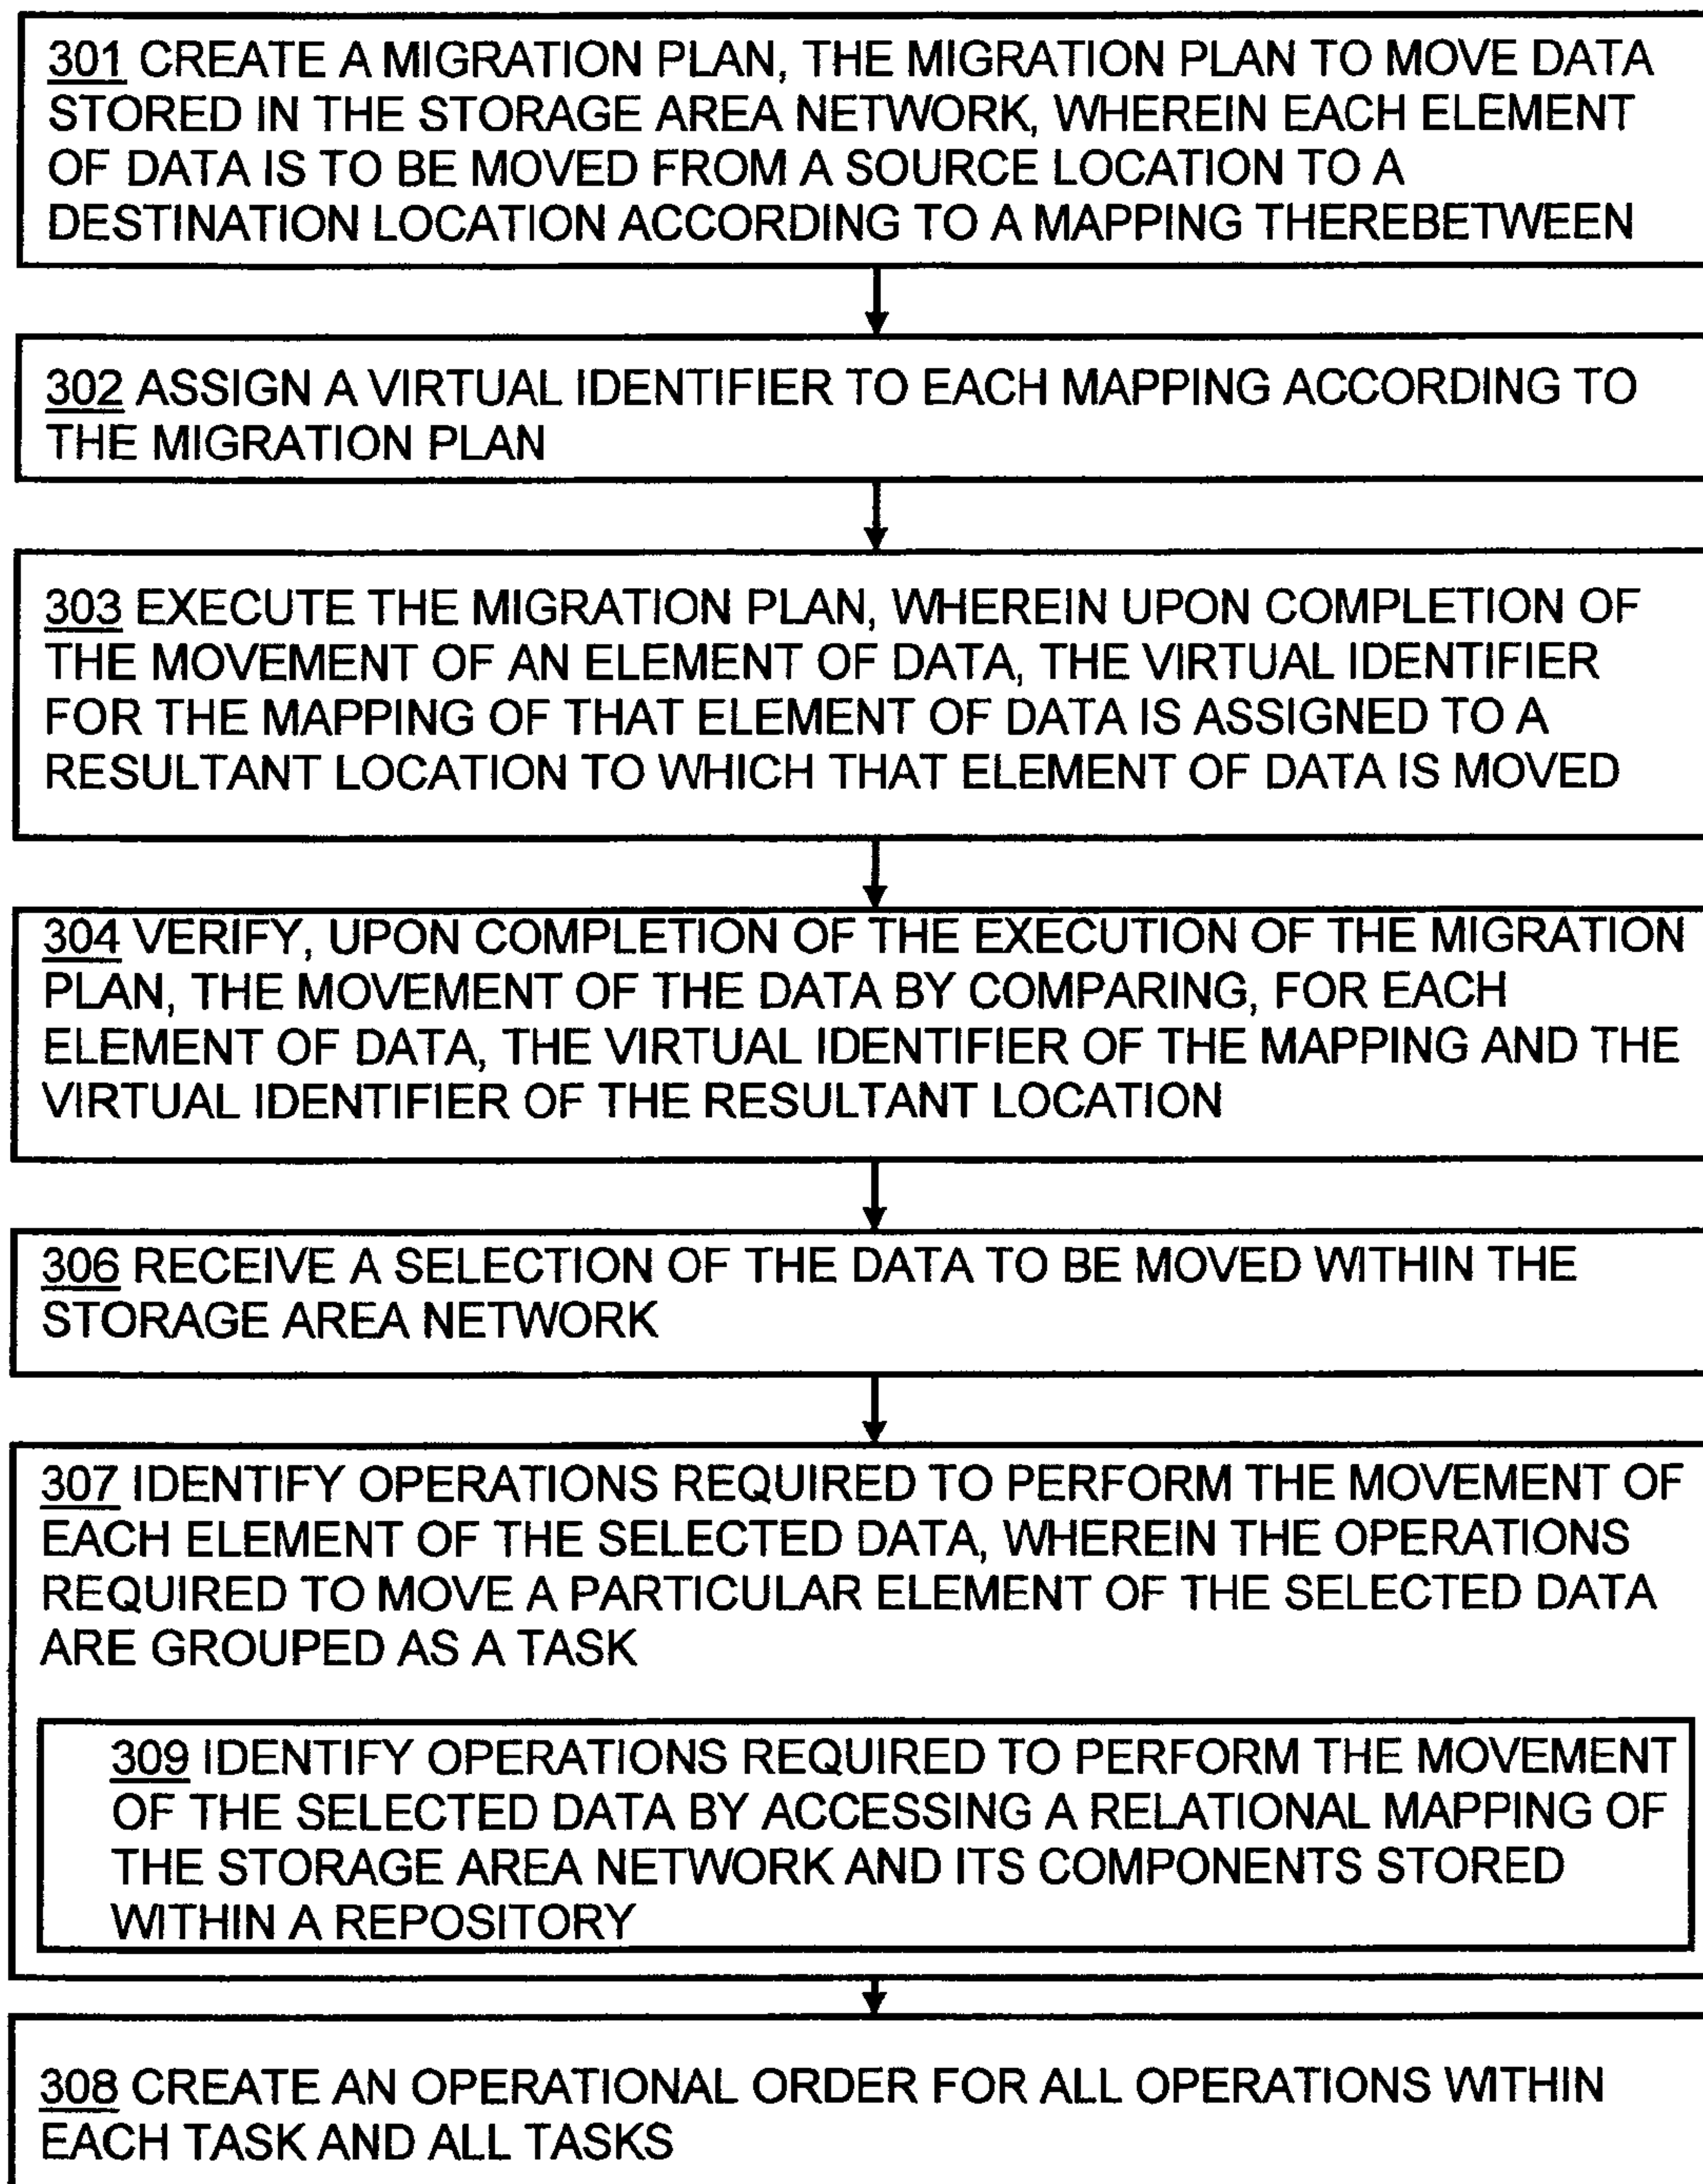 301 CREATE A MIGRATION PLAN, THE MIGRATION PLAN TO MOVE DATA
STORED IN THE STORAGE AREA NETWORK, WHEREIN EACH ELEMENT
OF DATA IS TO BE MOVED FROM A SOURCE LOCATION TO A
DESTINATION LOCATION ACCORDING TO A MAPPING THEREBETWEEN
302 ASSIGN A VIRTUAL IDENTIFIER TO EACH MAPPING ACCORDING TO
THE MIGRATION PLAN
303 EXECUTE THE MIGRATION PLAN, WHEREIN UPON COMPLETION OF
THE MOVEMENT OF AN ELEMENT OF DATA, THE VIRTUAL IDENTIFIER
FOR THE MAPPING OF THAT ELEMENT OF DATA IS ASSIGNED TO A
RESULTANT LOCATION TO WHICH THAT ELEMENT OF DATA IS MOVED
304 VERIFY, UPON COMPLETION OF THE EXECUTION OF THE MIGRATION
PLAN, THE MOVEMENT OF THE DATA BY COMPARING, FOR EACH
ELEMENT OF DATA, THE VIRTUAL IDENTIFIER OF THE MAPPING AND THE
VIRTUAL IDENTIFIER OF THE RESULTANT LOCATION
306 RECEIVE A SELECTION OF THE DATA TO BE MOVED WITHIN THE
STORAGE AREA NETWORK
307 IDENTIFY OPERATIONS REQUIRED TO PERFORM THE MOVEMENT OF
EACH ELEMENT OF THE SELECTED DATA, WHEREIN THE OPERATIONS
REQUIRED TO MOVE A PARTICULAR ELEMENT OF THE SELECTED DATA
ARE GROUPED AS A TASK
309 IDENTIFY OPERATIONS REQUIRED TO PERFORM THE MOVEMENT
OF THE SELECTED DATA BY ACCESSING A RELATIONAL MAPPING OF
THE STORAGE AREA NETWORK AND ITS COMPONENTS STORED
WITHIN A REPOSITORY
308 CREATE AN OPERATIONAL ORDER FOR ALL OPERATIONS WITHIN
EACH TASK AND ALL TASKS